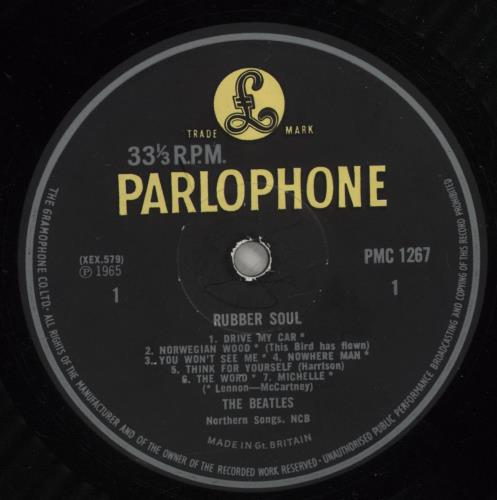 TRADE MARK
33⅓ R.P.M.
PARLOPHONE
(XEX.579)
Ⓟ 1965
1
PMC 1267
1
RUBBER SOUL
1. DRIVE MY CAR *
2. NORWEGIAN WOOD * (This Bird has flown)
3. YOU WON'T SEE ME * 4. NOWHERE MAN *
5. THINK FOR YOURSELF (Harrison)
6. THE WORD * 7. MICHELLE *
(* Lennon—McCartney)
THE BEATLES
Northern Songs. NCB
MADE IN Gt. BRITAIN
THE GRAMOPHONE CO. LTD. · ALL RIGHTS OF THE MANUFACTURER AND OF THE OWNER OF THE RECORDED WORK RESERVED · UNAUTHORISED PUBLIC PERFORMANCE BROADCASTING AND COPYING OF THIS RECORD PROHIBITED